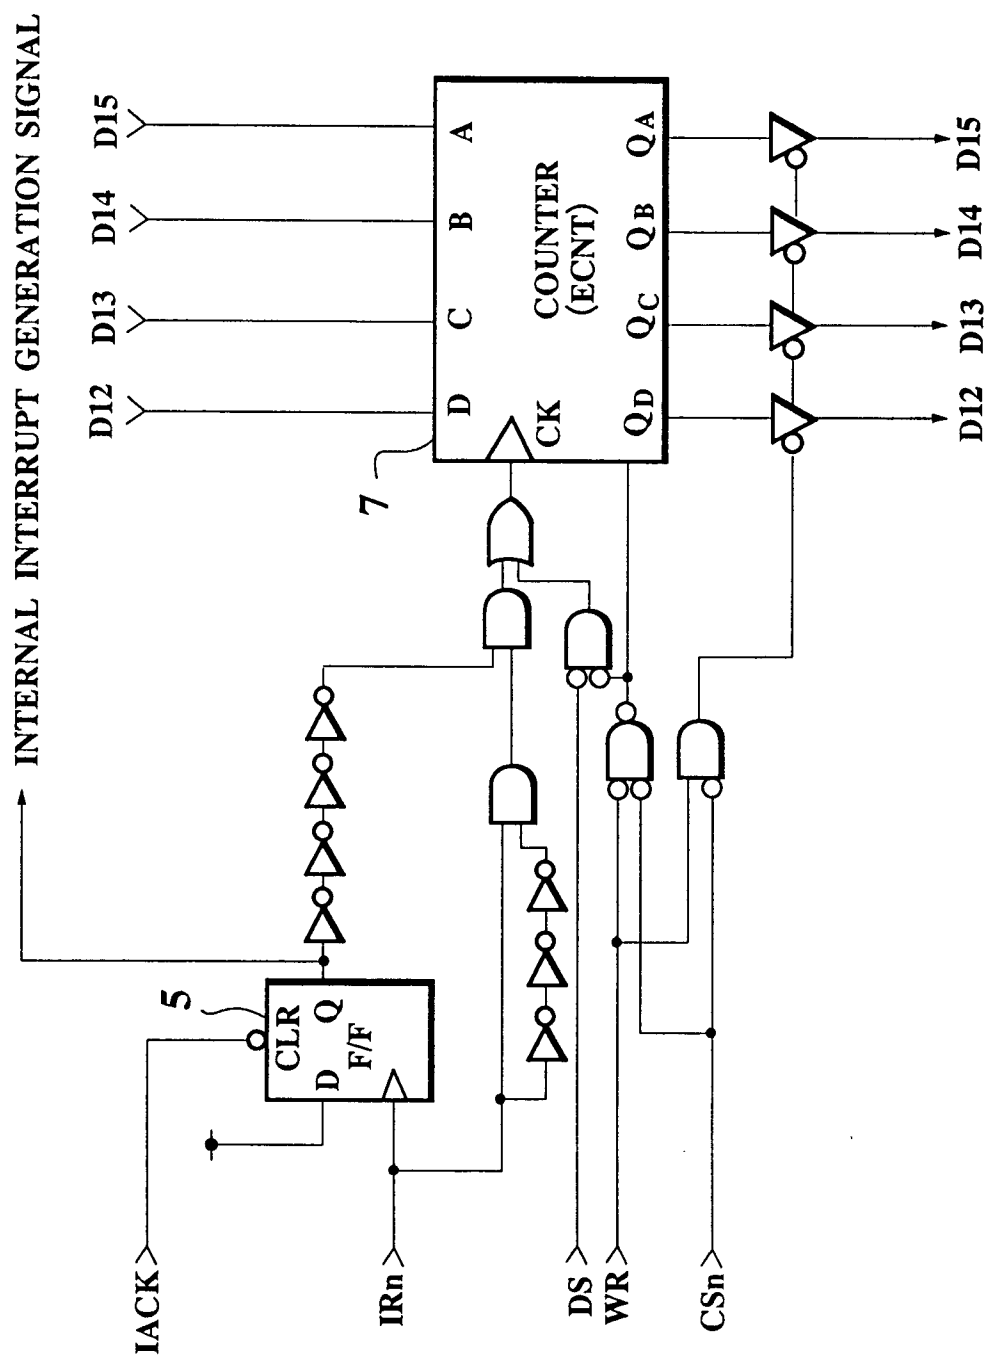 INTERNAL INTERRUPT GENERATION SIGNAL
IACK
IRn
DS
WR
CSn
5
CLR
D
Q
F/F
7
D12
D13
D14
D15
D
C
B
A
CK
COUNTER
(ECNT)
QD
QC
QB
QA
D12
D13
D14
D15